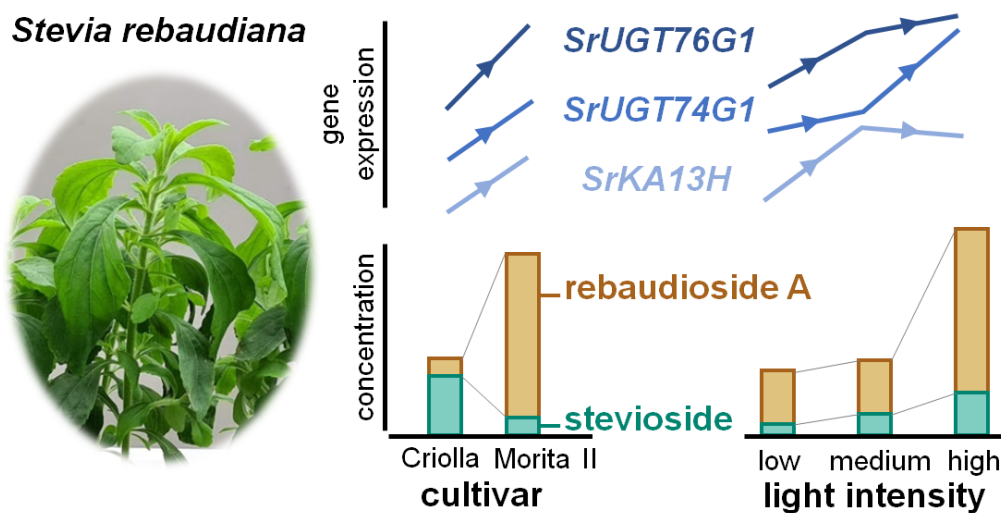 Stevia rebaudiana
gene
expression
SrUGT76G1
SrUGT74G1
SrKA13H
concentration
rebaudioside A
stevioside
Criolla Morita II
cultivar
low medium high
light intensity